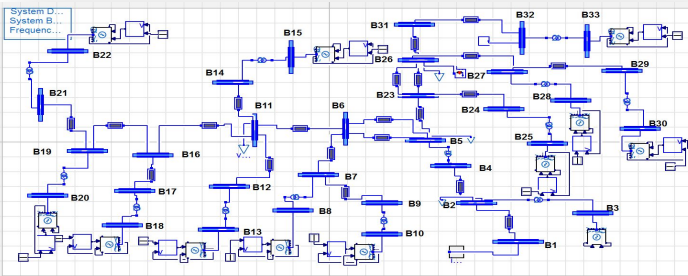 System D...
System B...
Frequenc...
B22
B15
B31
B32
B33
B14
B26
B27
B29
B21
B11
B6
B23
B24
B28
B30
B19
B16
B5
B25
B12
B7
B4
B20
B17
B9
B2
B3
B18
B13
B8
B10
B1